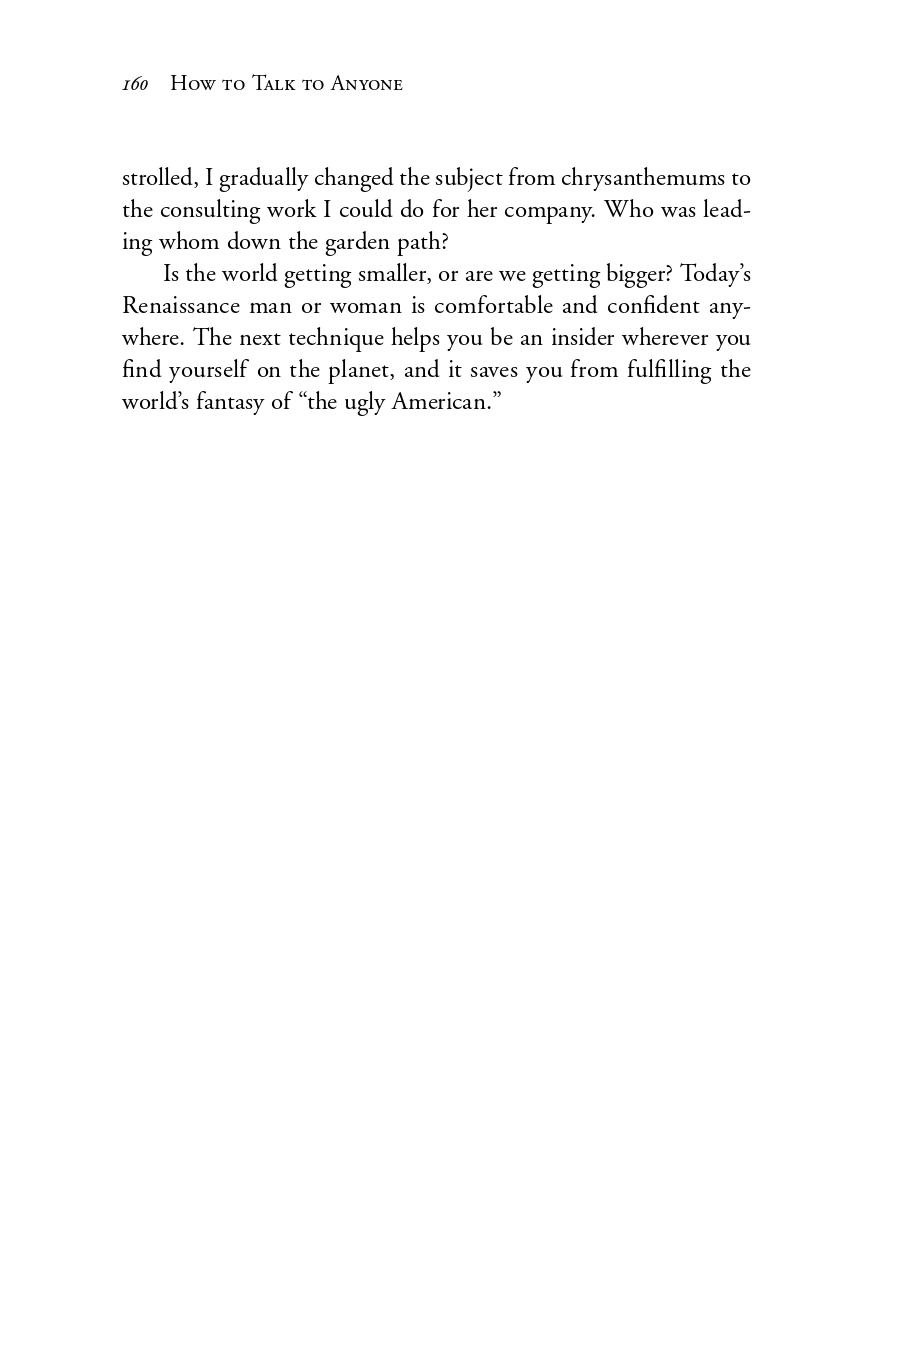 160 How to Talk to Anyone
strolled, I gradually changed the subject from chrysanthemums to
the consulting work I could do for her company. Who was lead-
ing whom down the garden path?
Is the world getting smaller, or are we getting bigger? Today’s
Renaissance man or woman is comfortable and confident any-
where. The next technique helps you be an insider wherever you
find yourself on the planet, and it saves you from fulfilling the
world’s fantasy of “the ugly American.”